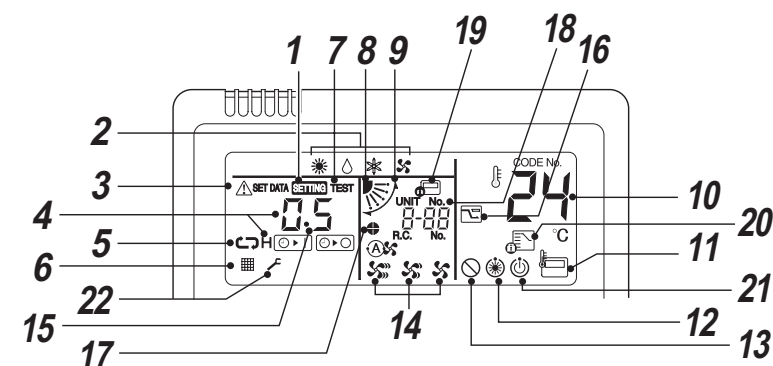 1 7 8 9 19 18 16
2
3
4
5
6
22
15
17
14
13
12
21
11
20
10
CODE No.
SET DATA SETTING TEST
UNIT No.
24
0.5
8-88
R.C. No.
H
A
°C